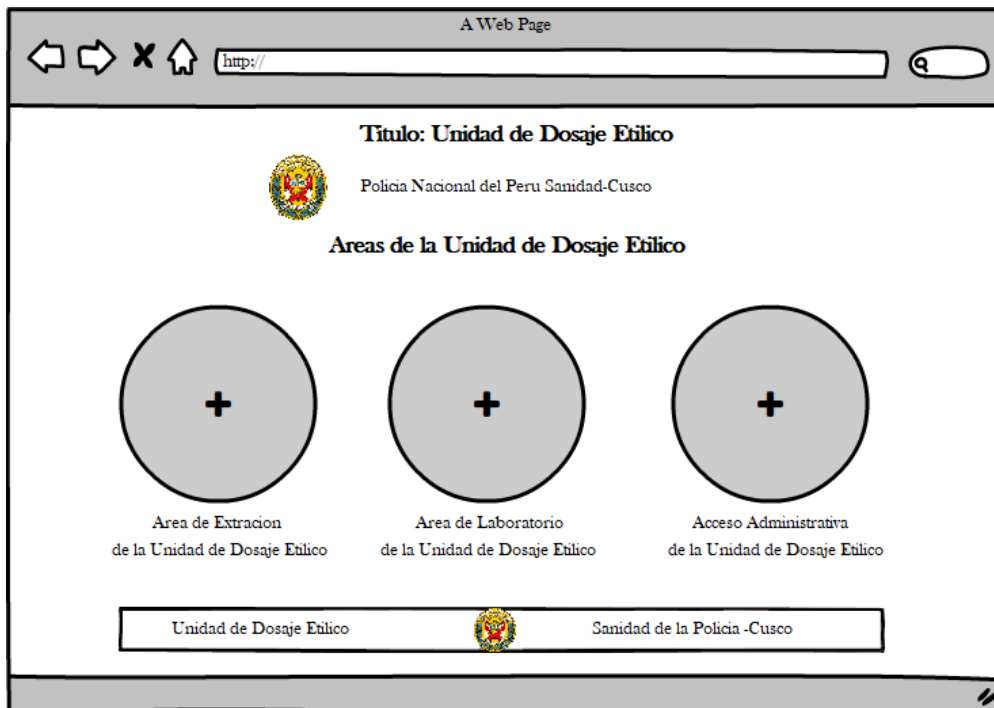 A Web Page
http://
Titulo: Unidad de Dosaje Etilico
Policia Nacional del Peru Sanidad-Cusco
Areas de la Unidad de Dosaje Etilico
Area de Extracion
de la Unidad de Dosaje Etilico
Area de Laboratorio
de la Unidad de Dosaje Etilico
Acceso Administrativa
de la Unidad de Dosaje Etilico
Unidad de Dosaje Etilico
Sanidad de la Policia -Cusco